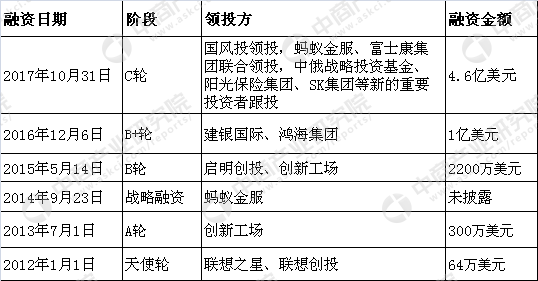 融资日期 阶段 领投方 融资金额
2017年10月31日 C轮 国风投领投，蚂蚁金服、富士康集
团联合领投，中俄战略投资基金、
阳光保险集团、SK集团等新的重要
投资者跟投 4.6亿美元
2016年12月6日 B+轮 建银国际、鸿海集团 1亿美元
2015年5月14日 B轮 启明创投、创新工场 2200万美元
2014年9月23日 战略融资 蚂蚁金服 未披露
2013年7月1日 A轮 创新工场 300万美元
2012年1月1日 天使轮 联想之星、联想创投 64万美元
中商产业研究院